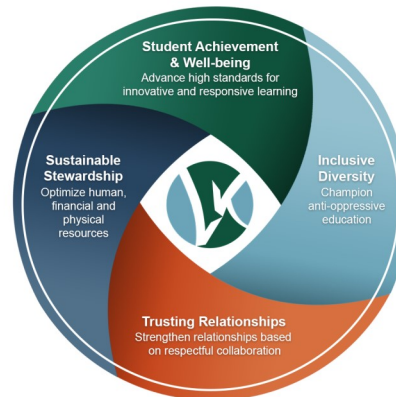 Student Achievement
& Well-being
Advance high standards for
innovative and responsive learning
Sustainable
Stewardship
Optimize human,
financial and
physical
resources
Inclusive
Diversity
Champion
anti-oppressive
education
Trusting Relationships
Strengthen relationships based
on respectful collaboration